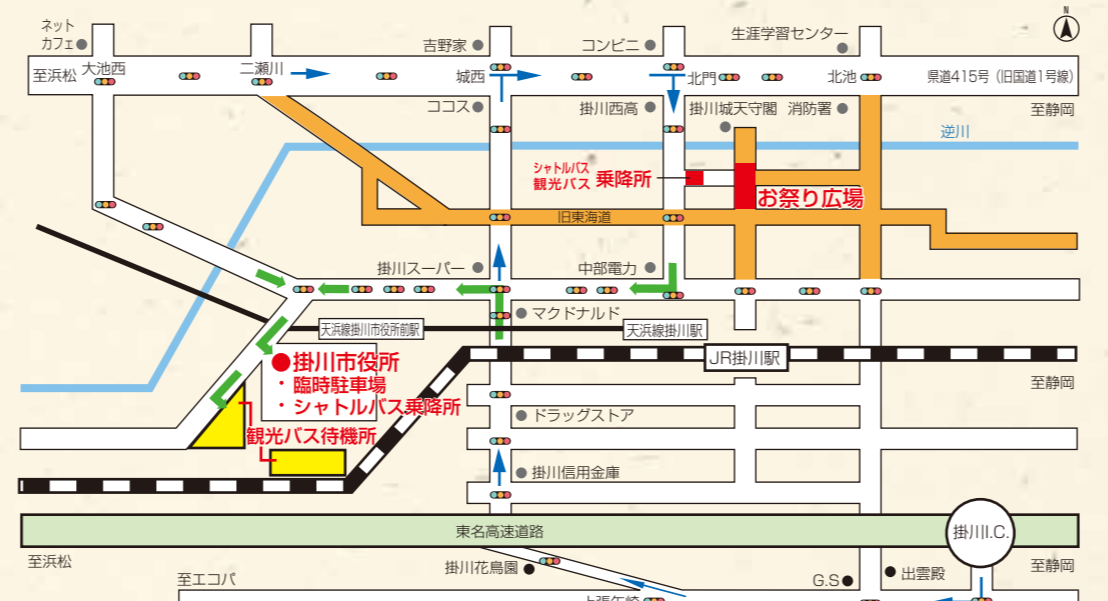 ネット
カフェ
N
吉野家
コンビニ
生涯学習センター
至浜松
大池西
二瀬川
城西
北門
北池
県道415号（旧国道1号線）
ココス
掛川西高
掛川城天守閣
消防署
至静岡
逆川
シャトルバス
観光バス
乗降所
お祭り広場
旧東海道
掛川スーパー
中部電力
マクドナルド
天浜線掛川市役所前駅
天浜線掛川駅
JR掛川駅
掛川市役所
・臨時駐車場
・シャトルバス乗降所
至静岡
ドラッグストア
観光バス待機所
掛川信用金庫
東名高速道路
掛川I.C.
至浜松
至静岡
掛川花鳥園
至エコパ
G.S
出雲殿
上張矢崎